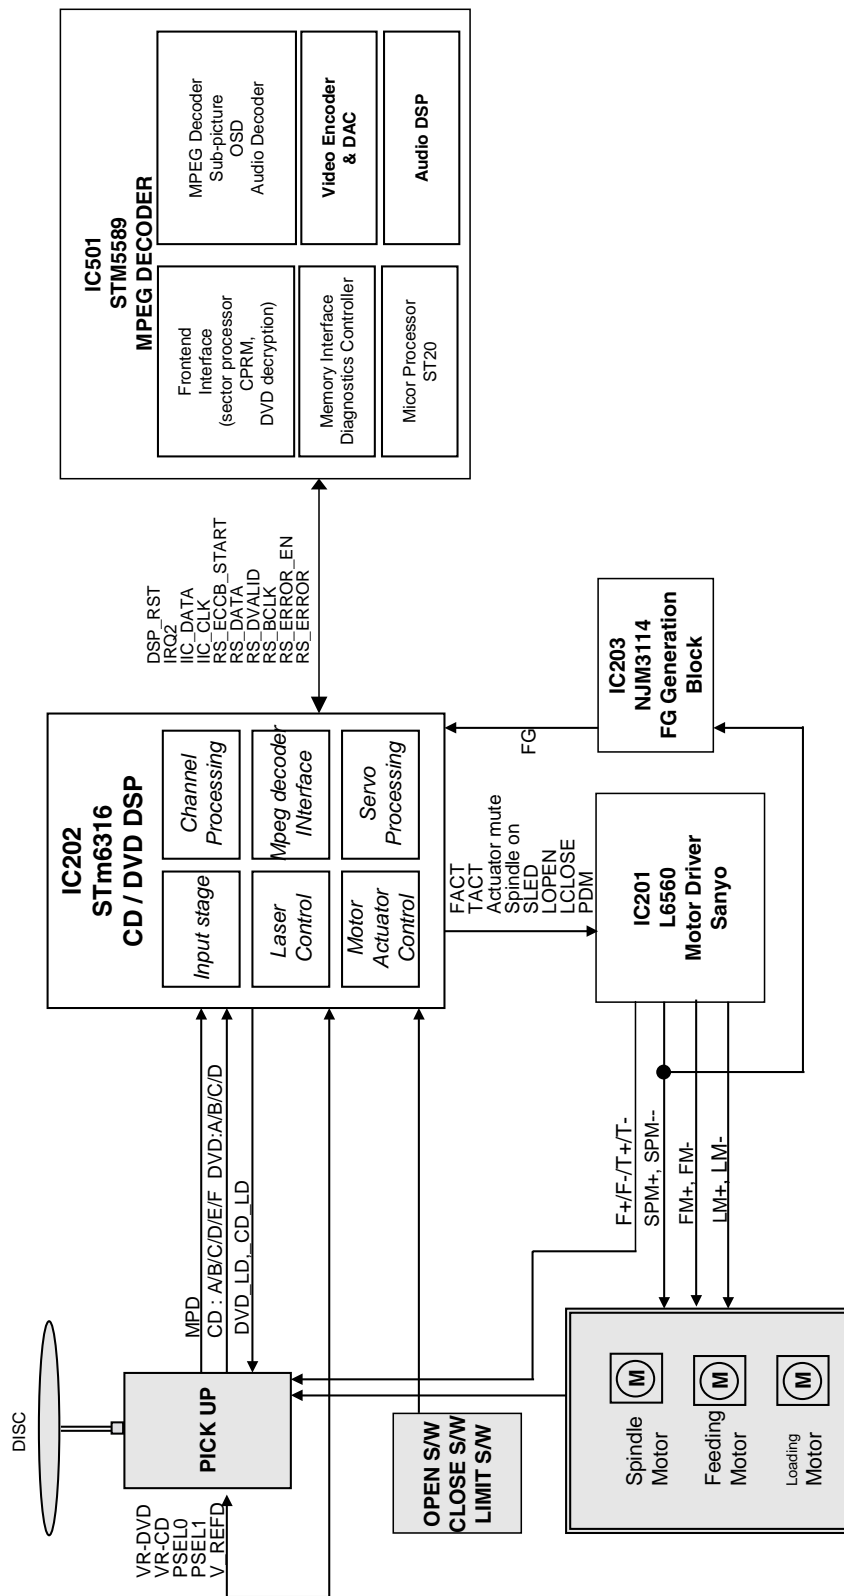 DISC
PICK UP
VR-DVD
VR-CD
PSEL0
PSEL1
V_REFD
MPD
CD : A/B/C/D/E/F DVD:A/B/C/D
DVD_LD,_CD_LD
OPEN S/W
CLOSE S/W
LIMIT S/W
Spindle
Motor
M
Feeding
Motor
M
Loading
Motor
M
F+/F-/T+/T-
SPM+, SPM--
FM+, FM-
LM+, LM-
IC202
STm6316
CD / DVD DSP
Input stage
Channel
Processing
Laser
Control
Mpeg decoder
INterface
Motor
Actuator
Control
Servo
Processing
FACT
TACT
Actuator mute
Spindle on
SLED
LOPEN
LCLOSE
PDM
FG
IC201
L6560
Motor Driver
Sanyo
IC203
NJM3114
FG Generation
Block
DSP_RST
IRQ2
IIC_DATA
IIC_CLK
RS_ECCB_START
RS_DATA
RS_DVALID
RS_BCLK
RS_ERROR_EN
RS_ERROR
IC501
STM5589
MPEG DECODER
Frontend
Interface
(sector processor
CPRM,
DVD decryption)
MPEG Decoder
Sub-picture
OSD
Audio Decoder
Memory Interface
Diagnostics Controller
Video Encoder
& DAC
Micor Processor
ST20
Audio DSP